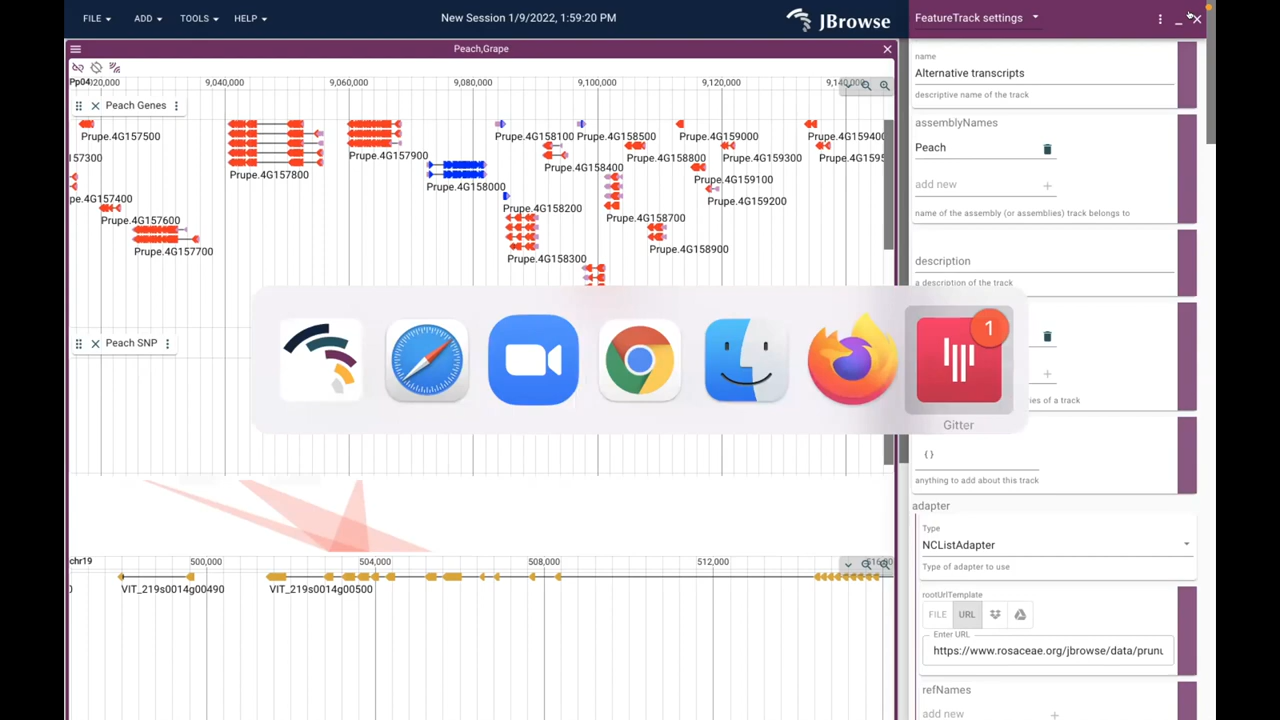 FILE
ADD
TOOLS
HELP
New Session 1/9/2022, 1:59:20 PM
JBrowse
FeatureTrack settings
Peach,Grape
Pp04:
9,040,000
9,060,000
9,080,000
9,100,000
9,120,000
Peach Genes
Prupe.4G157500
Prupe.4G157800
Prupe.4G157900
Prupe.4G158000
Prupe.4G158100
Prupe.4G158500
Prupe.4G158400
Prupe.4G159000
Prupe.4G158800
Prupe.4G159300
Prupe.4G159400
Prupe.4G159100
Prupe.4G159200
157300
pe.4G157400
Prupe.4G157600
Prupe.4G157700
Prupe.4G158200
Prupe.4G158700
Prupe.4G158900
Prupe.4G158300
Peach SNP
1
Gitter
chr19
500,000
504,000
508,000
512,000
VIT_219s0014g00490
VIT_219s0014g00500
name
Alternative transcripts
descriptive name of the track
assemblyNames
Peach
add new
name of the assembly (or assemblies) track belongs to
description
a description of the track
ies of a track
{}
anything to add about this track
adapter
Type
NCListAdapter
Type of adapter to use
rootUrlTemplate
FILE
URL
Enter URL
https://www.rosaceae.org/jbrowse/data/prunu
refNames
add new